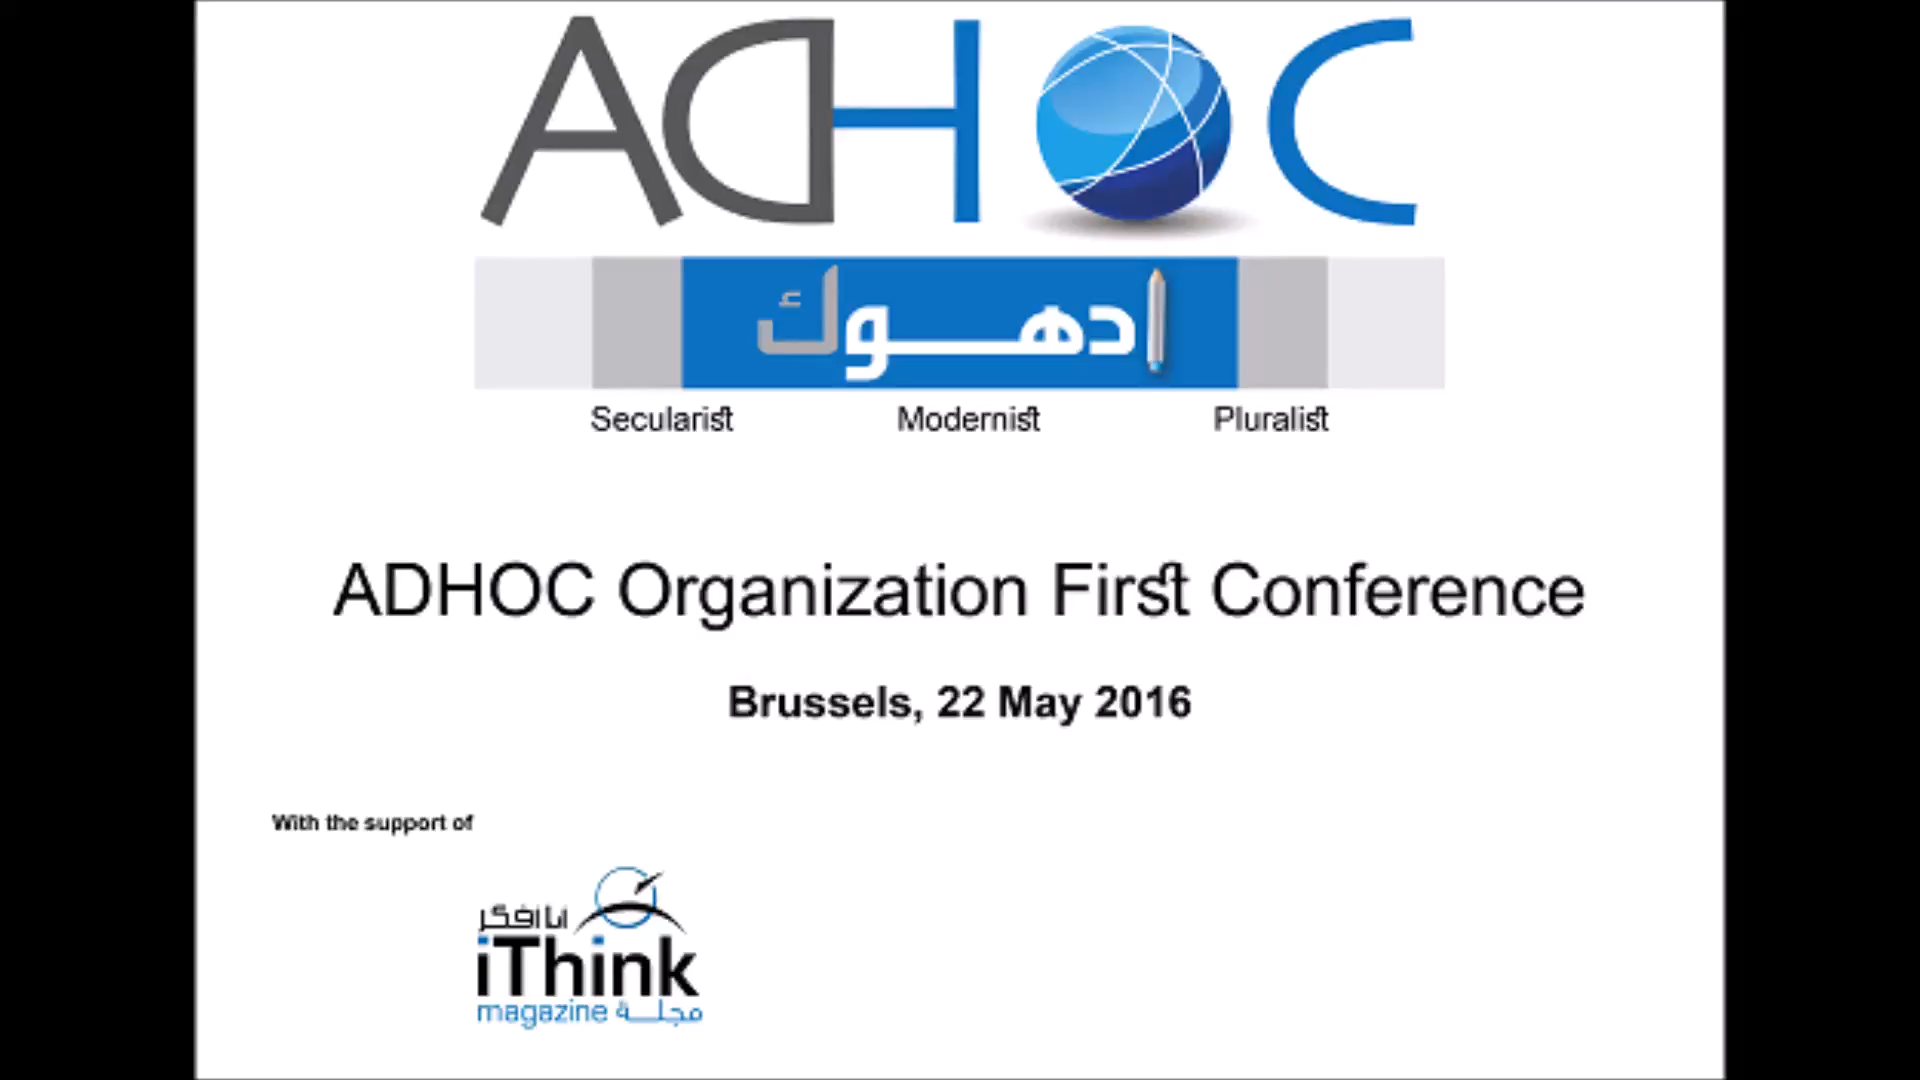 ADHOC
ادهوك
Secularist Modernist Pluralist
ADHOC Organization First Conference
Brussels, 22 May 2016
With the support of
انا افكر
iThink
magazine مجلة